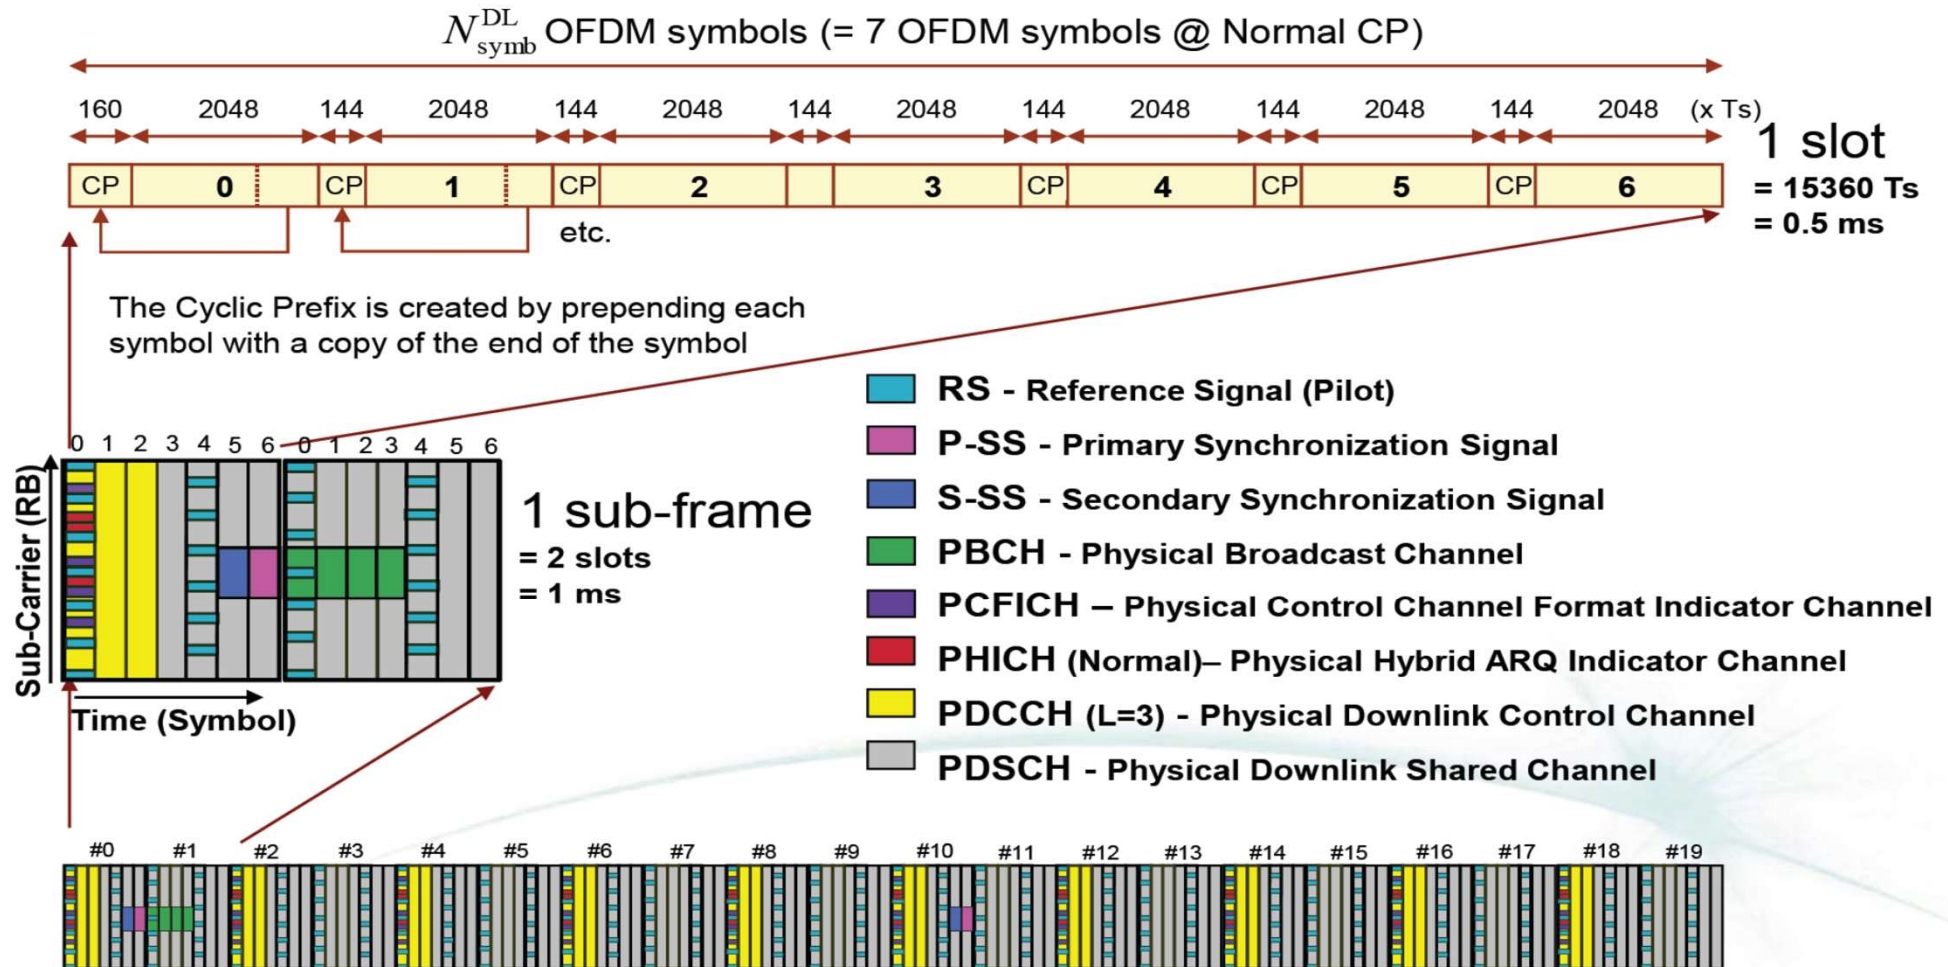 N_symb^DL OFDM symbols (= 7 OFDM symbols @ Normal CP)
160 2048 144 2048 144 2048 144 2048 144 2048 144 2048 144 2048 (x Ts)
1 slot
CP 0 CP 1 CP 2 3 CP 4 CP 5 CP 6
= 15360 Ts
= 0.5 ms
etc.
The Cyclic Prefix is created by prepending each
symbol with a copy of the end of the symbol
RS - Reference Signal (Pilot)
P-SS - Primary Synchronization Signal
S-SS - Secondary Synchronization Signal
PBCH - Physical Broadcast Channel
PCFICH – Physical Control Channel Format Indicator Channel
PHICH (Normal)– Physical Hybrid ARQ Indicator Channel
PDCCH (L=3) - Physical Downlink Control Channel
PDSCH - Physical Downlink Shared Channel
0 1 2 3 4 5 6 0 1 2 3 4 5 6
Sub-Carrier (RB)
1 sub-frame
= 2 slots
= 1 ms
Time (Symbol)
#0 #1 #2 #3 #4 #5 #6 #7 #8 #9 #10 #11 #12 #13 #14 #15 #16 #17 #18 #19